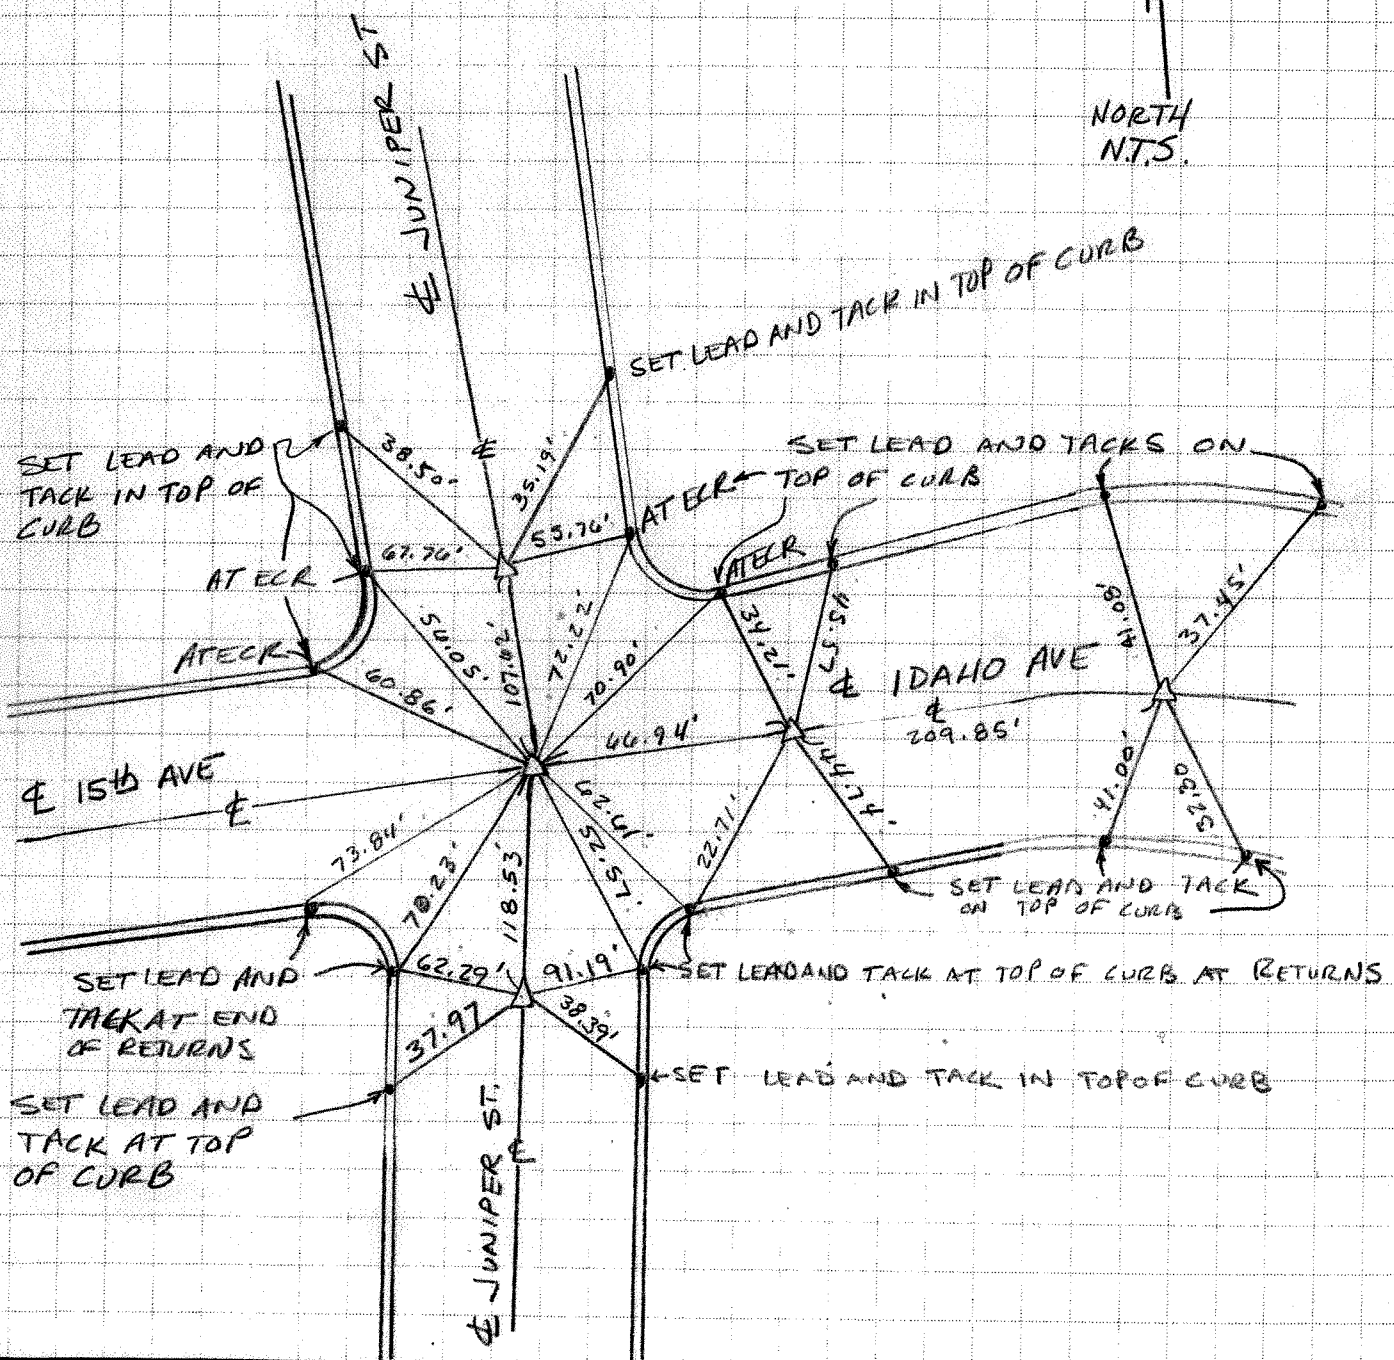 NORTH
N.T.S.
℄ JUNIPER ST
SET LEAD AND TACK IN TOP OF CURB
SET LEAD AND
TACK IN TOP OF
CURB
38.50'
℄
35.19'
SET LEAD AND TACKS ON
TOP OF CURB
AT ECR
AT ECR
67.76'
55.76'
AT ECR
AT ECR
54.05'
107.02'
72.22'
70.90'
34.21'
45.53
41.08'
37.45'
60.86'
℄ IDAHO AVE
℄
209.85'
66.94'
℄ 15th AVE
℄
73.84'
70.23'
118.53'
62.61'
52.57'
22.71'
44.74'
41.00'
32.30
SET LEAD AND TACK
ON TOP OF CURB
SET LEAD AND
TACK AT END
OF RETURNS
62.29'
91.19'
SET LEAD AND TACK AT TOP OF CURB AT RETURNS
37.97
38.39'
SET LEAD AND TACK IN TOP OF CURB
SET LEAD AND
TACK AT TOP
OF CURB
℄ JUNIPER ST.
℄